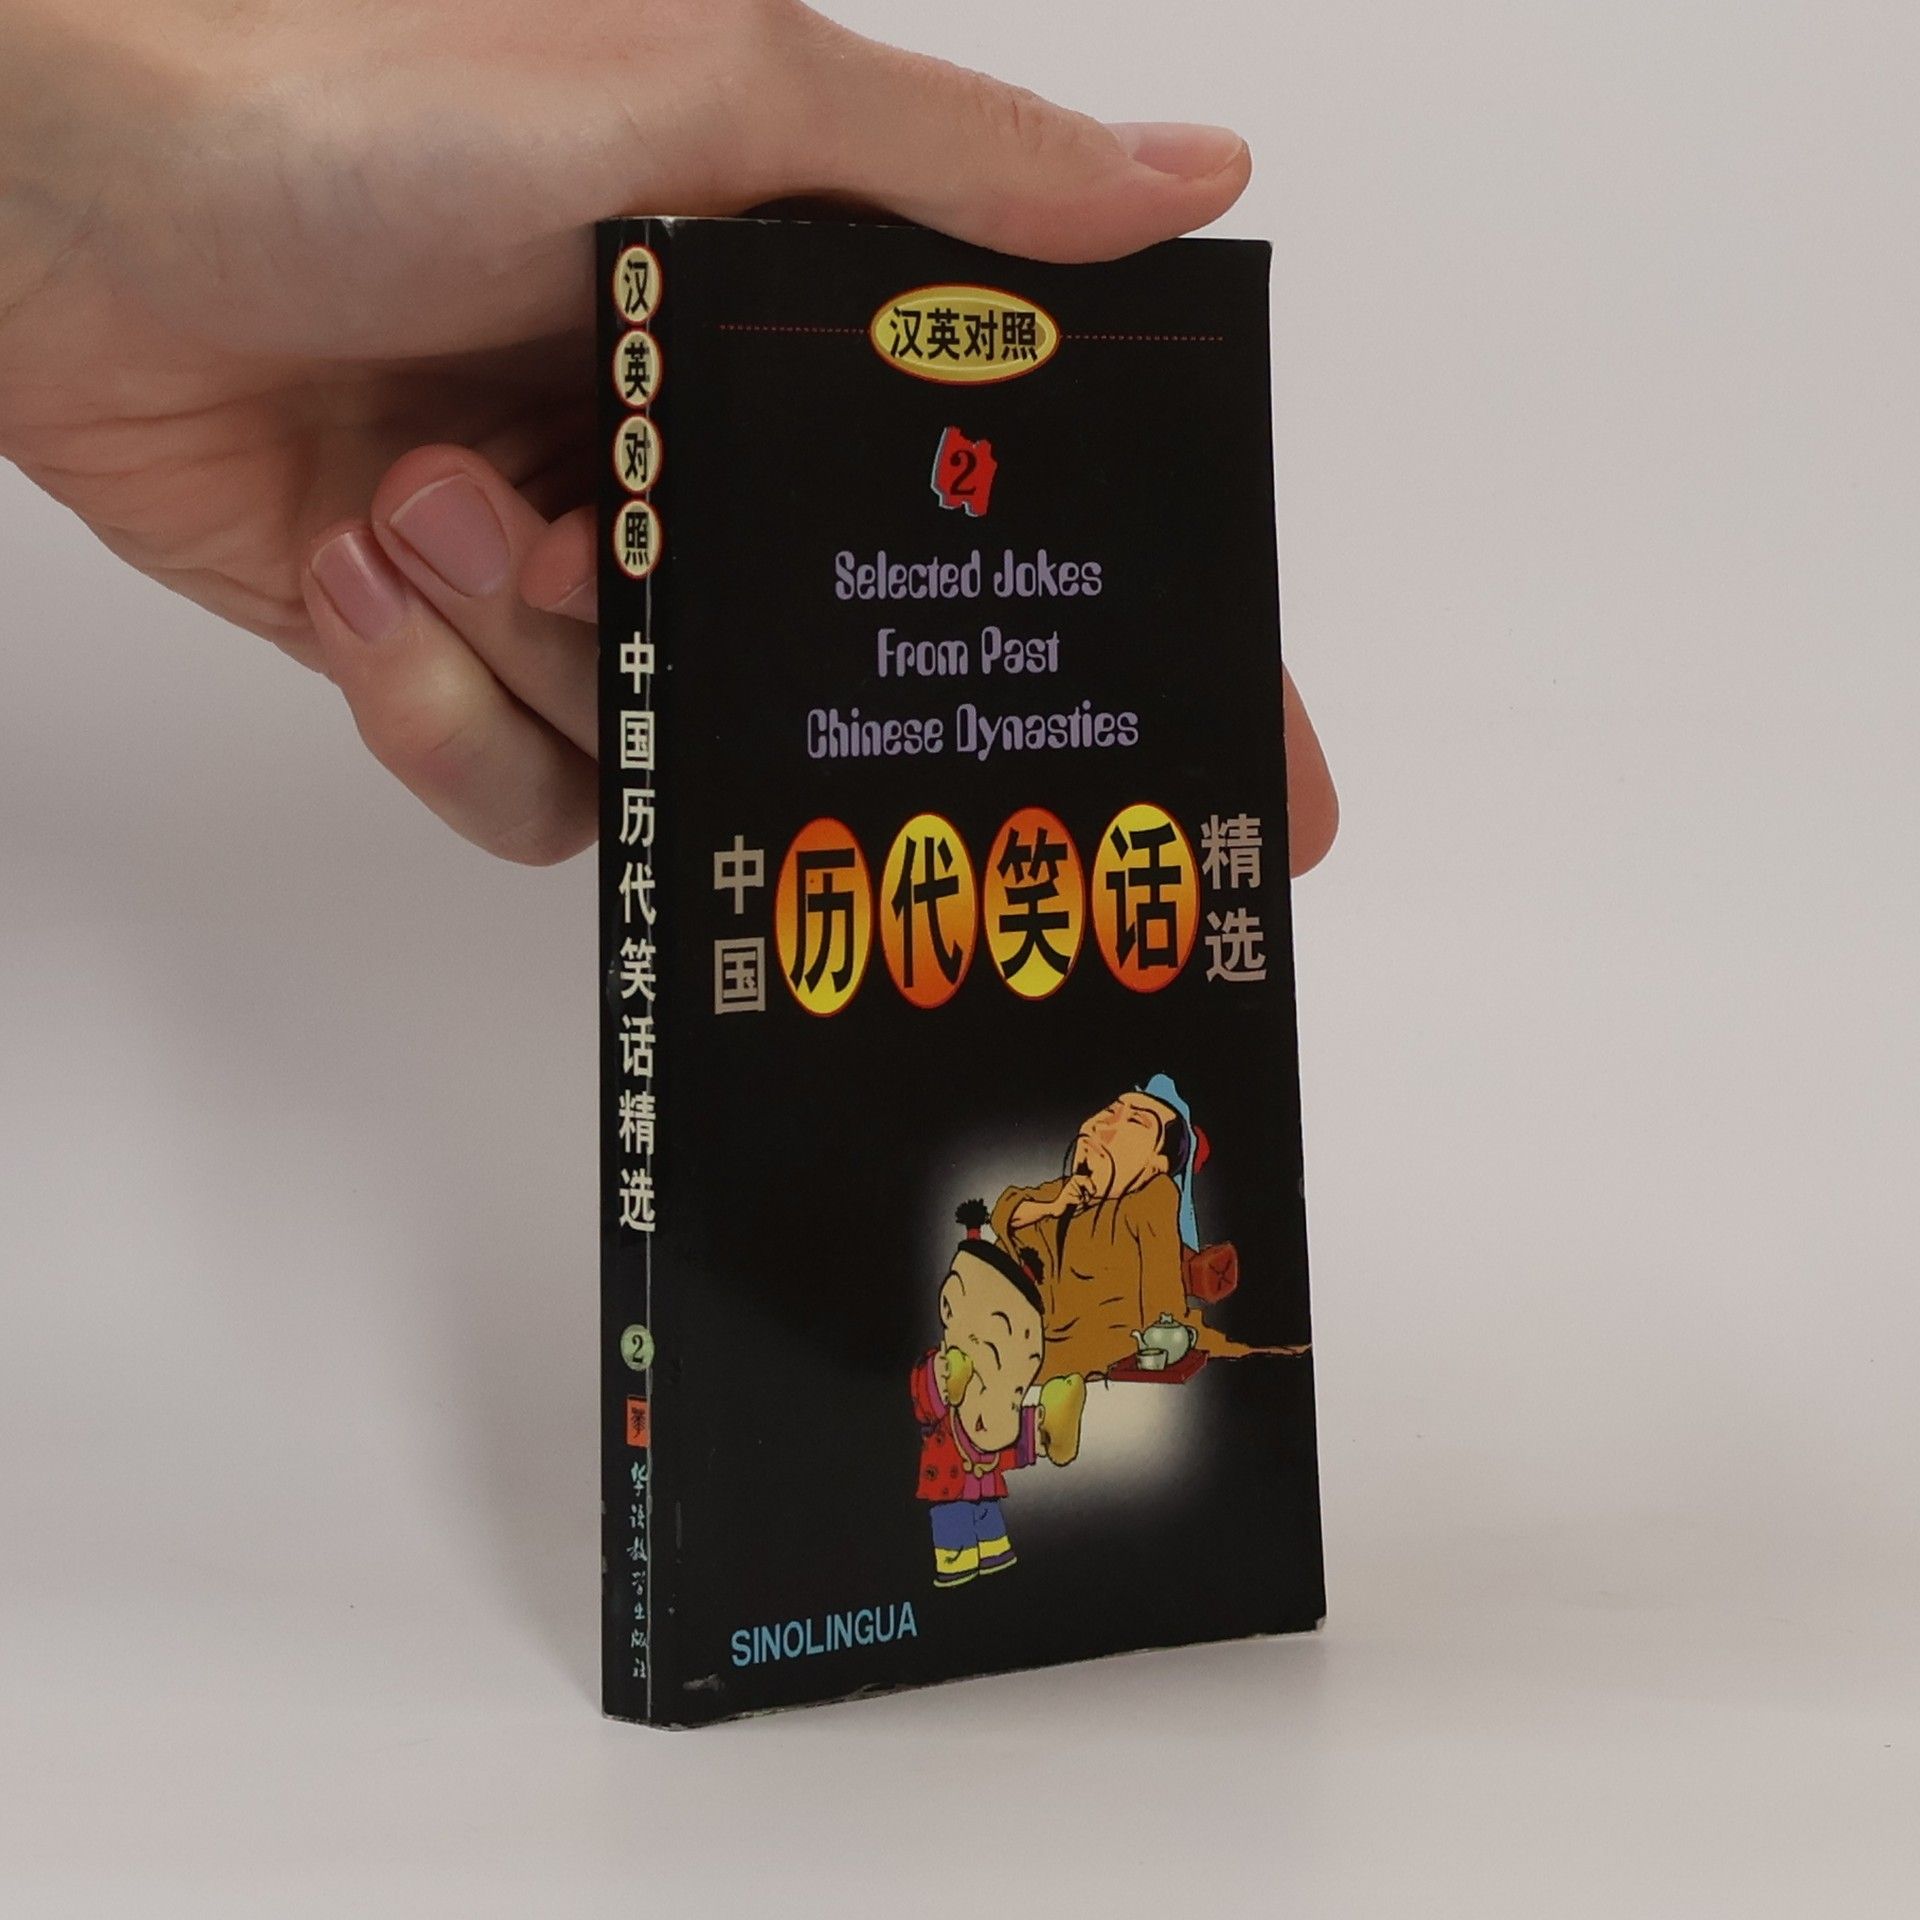 汉英对照
中国历代笑话精选
2
华语教学出版社
汉英对照
2
Selected Jokes
From Past
Chinese Dynasties
中国历代笑话精选
SINOLINGUA